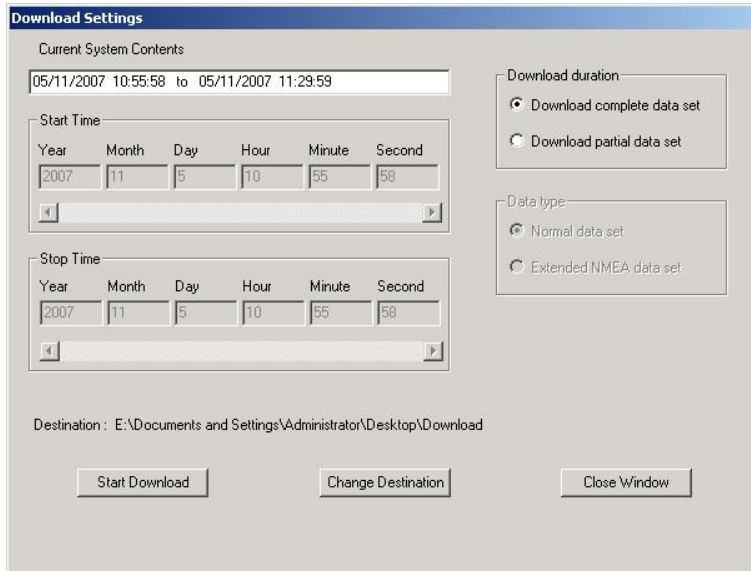 Download Settings
Current System Contents
05/11/2007 10:55:58 to 05/11/2007 11:29:59
Start Time
Year Month Day Hour Minute Second
2007 11 5 10 55 58
Stop Time
Year Month Day Hour Minute Second
2007 11 5 10 55 58
Download duration
Download complete data set
Download partial data set
Data type
Normal data set
Extended NMEA data set
Destination : E:\Documents and Settings\Administrator\Desktop\Download
Start Download
Change Destination
Close Window